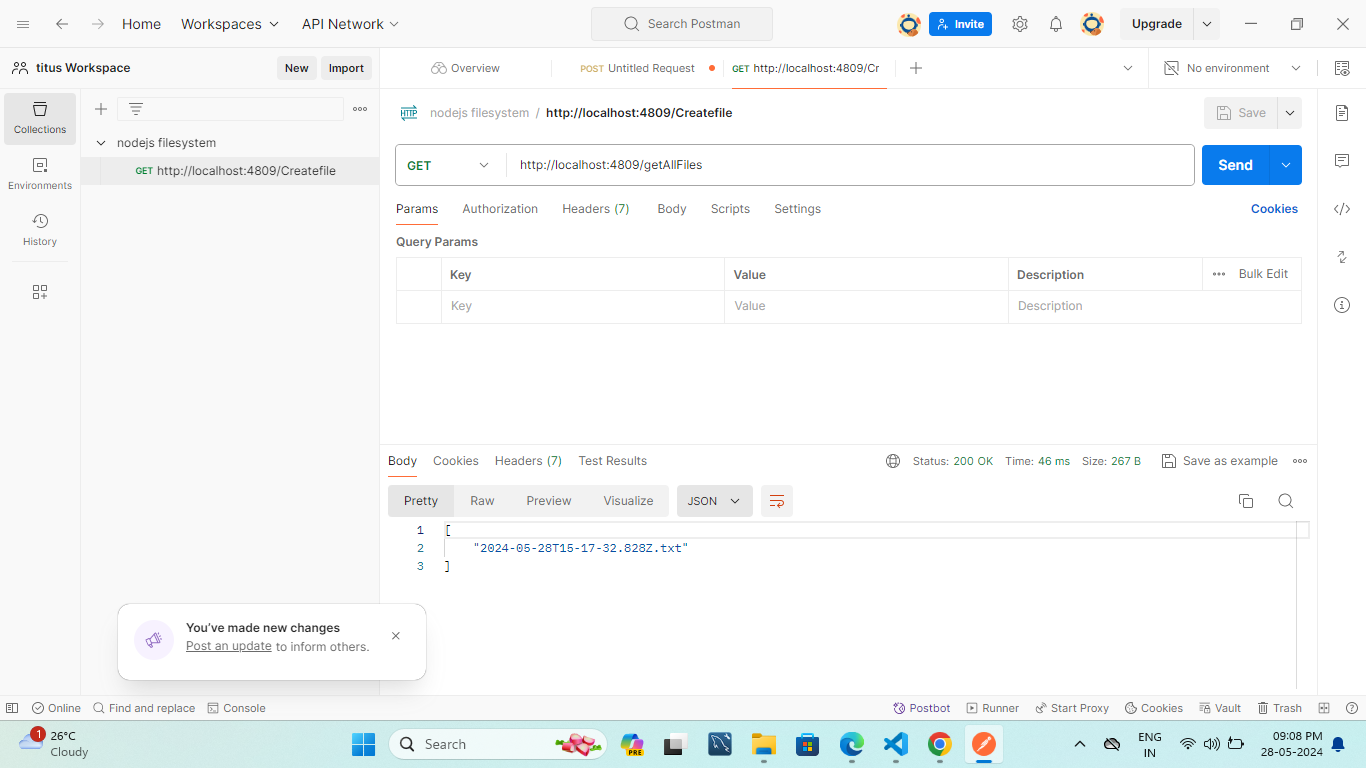 Home
Workspaces
API Network
Search Postman
Invite
Upgrade
titus Workspace
New
Import
Overview
POST Untitled Request
GET http://localhost:4809/Cr
No environment
Collections
Environments
History
nodejs filesystem
GET http://localhost:4809/Createfile
HTTP
nodejs filesystem / http://localhost:4809/Createfile
Save
GET
http://localhost:4809/getAllFiles
Send
Params
Authorization
Headers (7)
Body
Scripts
Settings
Cookies
Query Params
Key
Value
Description
Bulk Edit
Key
Value
Description
Body
Cookies
Headers (7)
Test Results
Status: 200 OK
Time: 46 ms
Size: 267 B
Save as example
Pretty
Raw
Preview
Visualize
JSON
1 [
2 "2024-05-28T15-17-32.828Z.txt"
3 ]
You've made new changes
Post an update to inform others.
Online
Find and replace
Console
Postbot
Runner
Start Proxy
Cookies
Vault
Trash
1
26°C
Cloudy
Search
PRE
ENG
IN
09:08 PM
28-05-2024